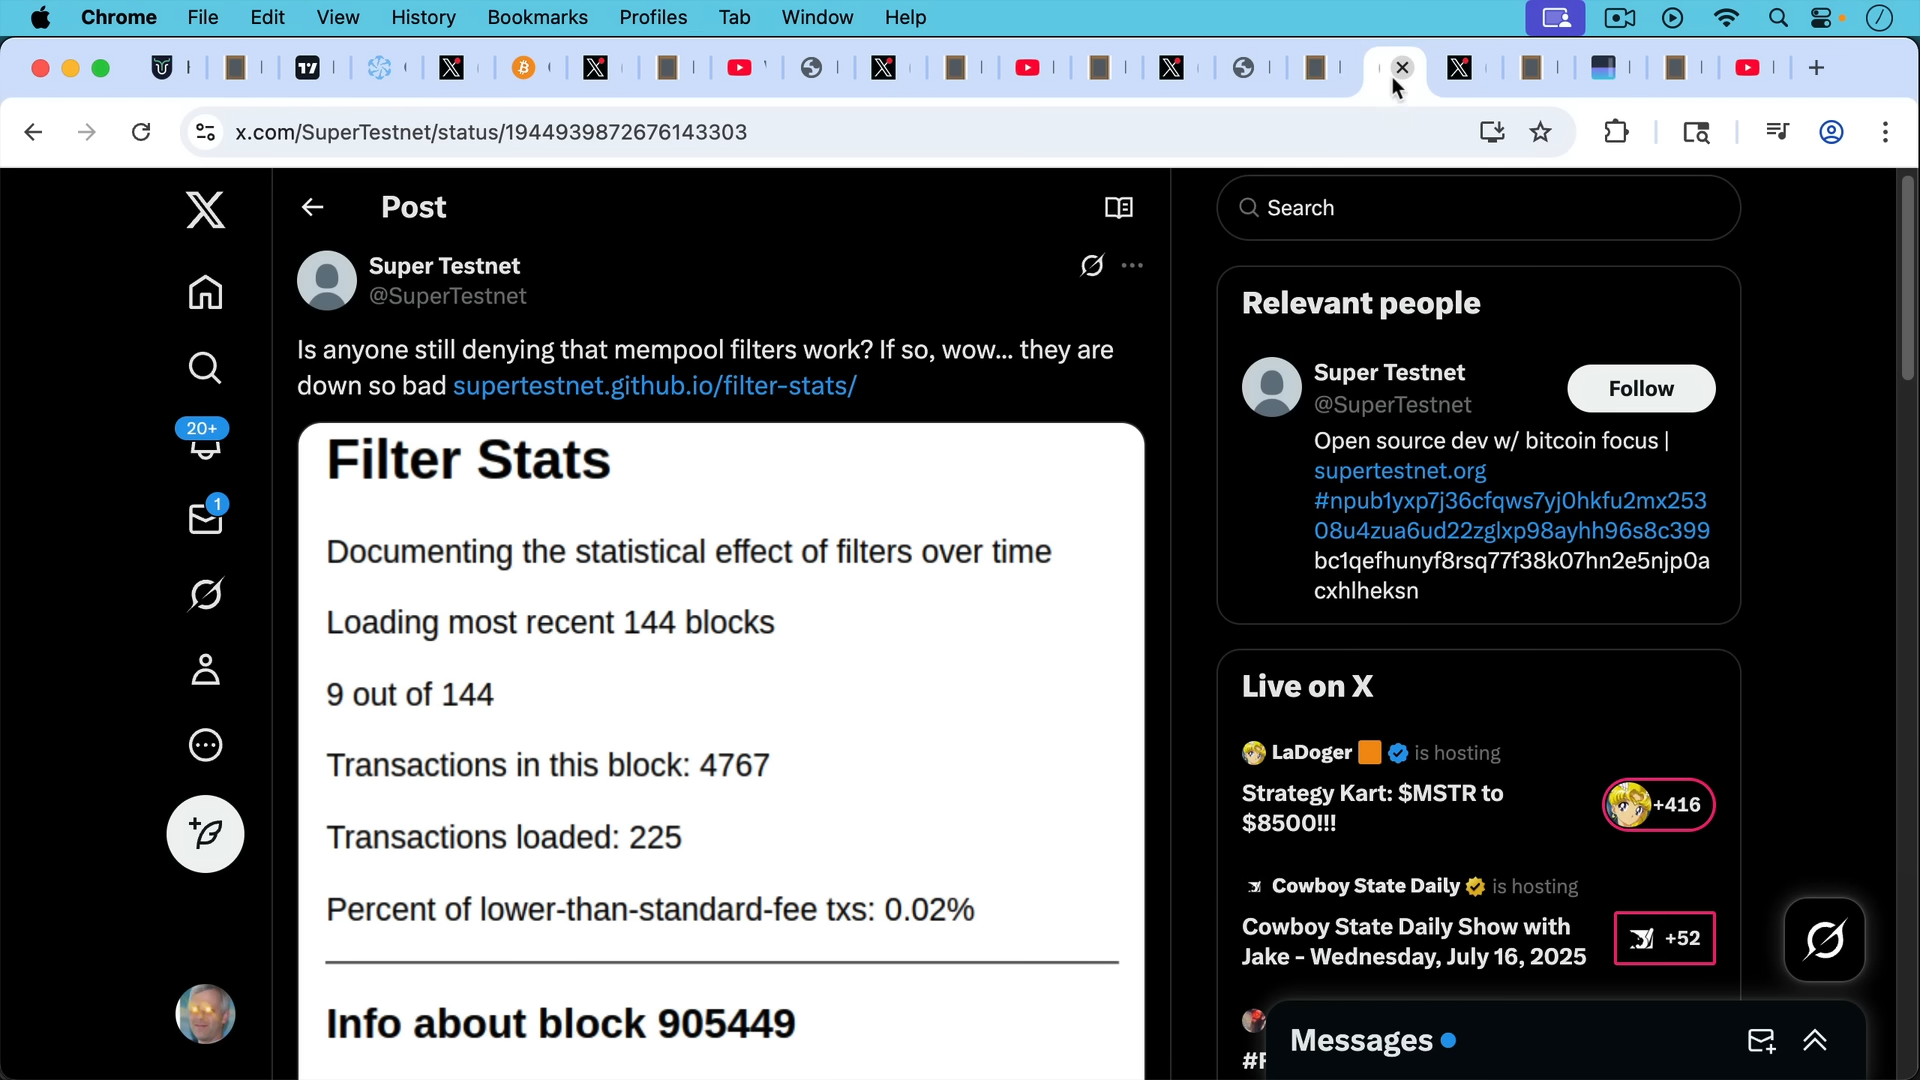 Chrome File Edit View History Bookmarks Profiles Tab Window Help
x.com/SuperTestnet/status/1944939872676143303
Post
Super Testnet
@SuperTestnet
Is anyone still denying that mempool filters work? If so, wow... they are
down so bad supertestnet.github.io/filter-stats/
Filter Stats
Documenting the statistical effect of filters over time
Loading most recent 144 blocks
9 out of 144
Transactions in this block: 4767
Transactions loaded: 225
Percent of lower-than-standard-fee txs: 0.02%
Info about block 905449
20+
1
Search
Relevant people
Super Testnet
@SuperTestnet
Follow
Open source dev w/ bitcoin focus |
supertestnet.org
#npub1yxp7j36cfqws7yj0hkfu2mx253
08u4zua6ud22zglxp98ayhh96s8c399
bc1qefhunyf8rsq77f38k07hn2e5njp0a
cxhlheksn
Live on X
LaDoger is hosting
Strategy Kart: $MSTR to
$8500!!!
+416
Cowboy State Daily is hosting
Cowboy State Daily Show with
Jake - Wednesday, July 16, 2025
+52
Messages